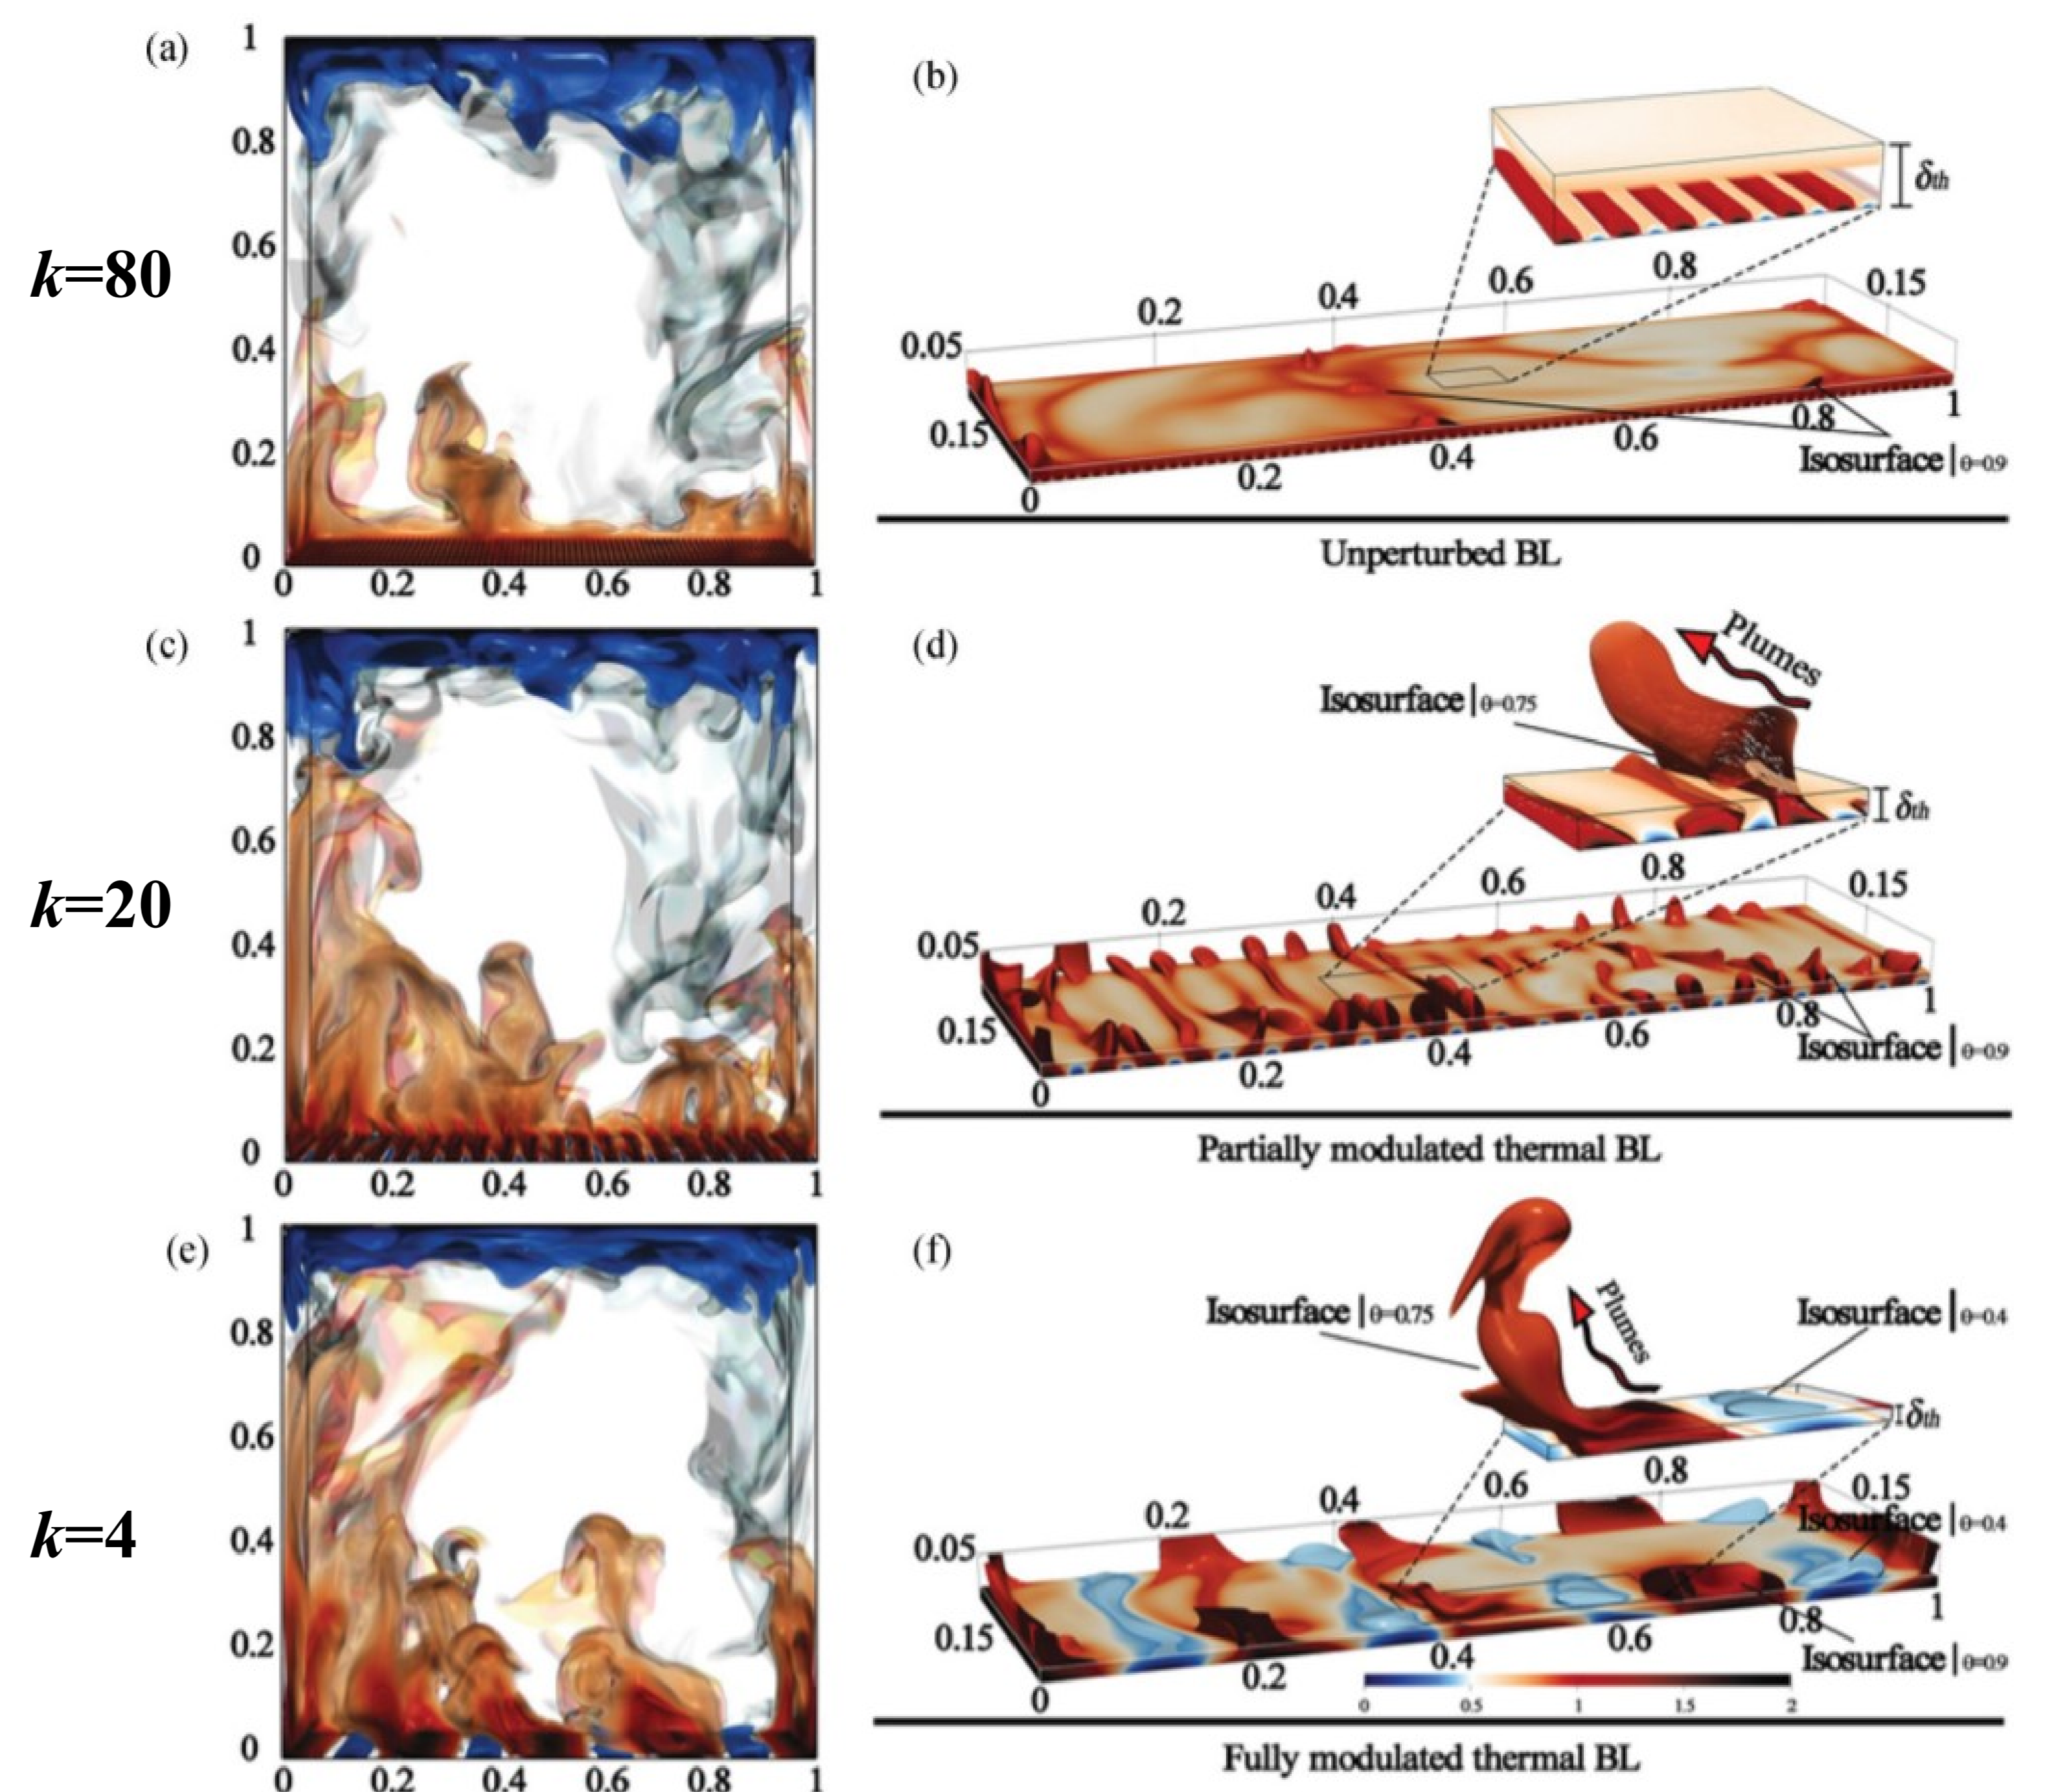 (a)
1
0.8
0.6
0.4
0.2
0
0 0.2 0.4 0.6 0.8 1
k=80
(b)
δth
0.2 0.4 0.6 0.8 0.15
0.05
0.15
0 0.2 0.4 0.6 0.8 1
Isosurface|θ=0.9
Unperturbed BL
(c)
1
0.8
0.6
0.4
0.2
0
0 0.2 0.4 0.6 0.8 1
k=20
(d)
Plumes
Isosurface|θ=0.75
δth
0.2 0.4 0.6 0.8 0.15
0.05
0.15
0 0.2 0.4 0.6 0.8 1
Isosurface|θ=0.9
Partially modulated thermal BL
(e)
1
0.8
0.6
0.4
0.2
0
0 0.2 0.4 0.6 0.8 1
k=4
(f)
Isosurface|θ=0.75
Plumes
Isosurface|θ=0.4
δth
0.2 0.4 0.6 0.8 0.15
Isosurface|θ=0.4
0.05
0.15
0 0.2 0.4 0.6 0.8 1
Isosurface|θ=0.9
0 0.5 1 1.5 2
Fully modulated thermal BL